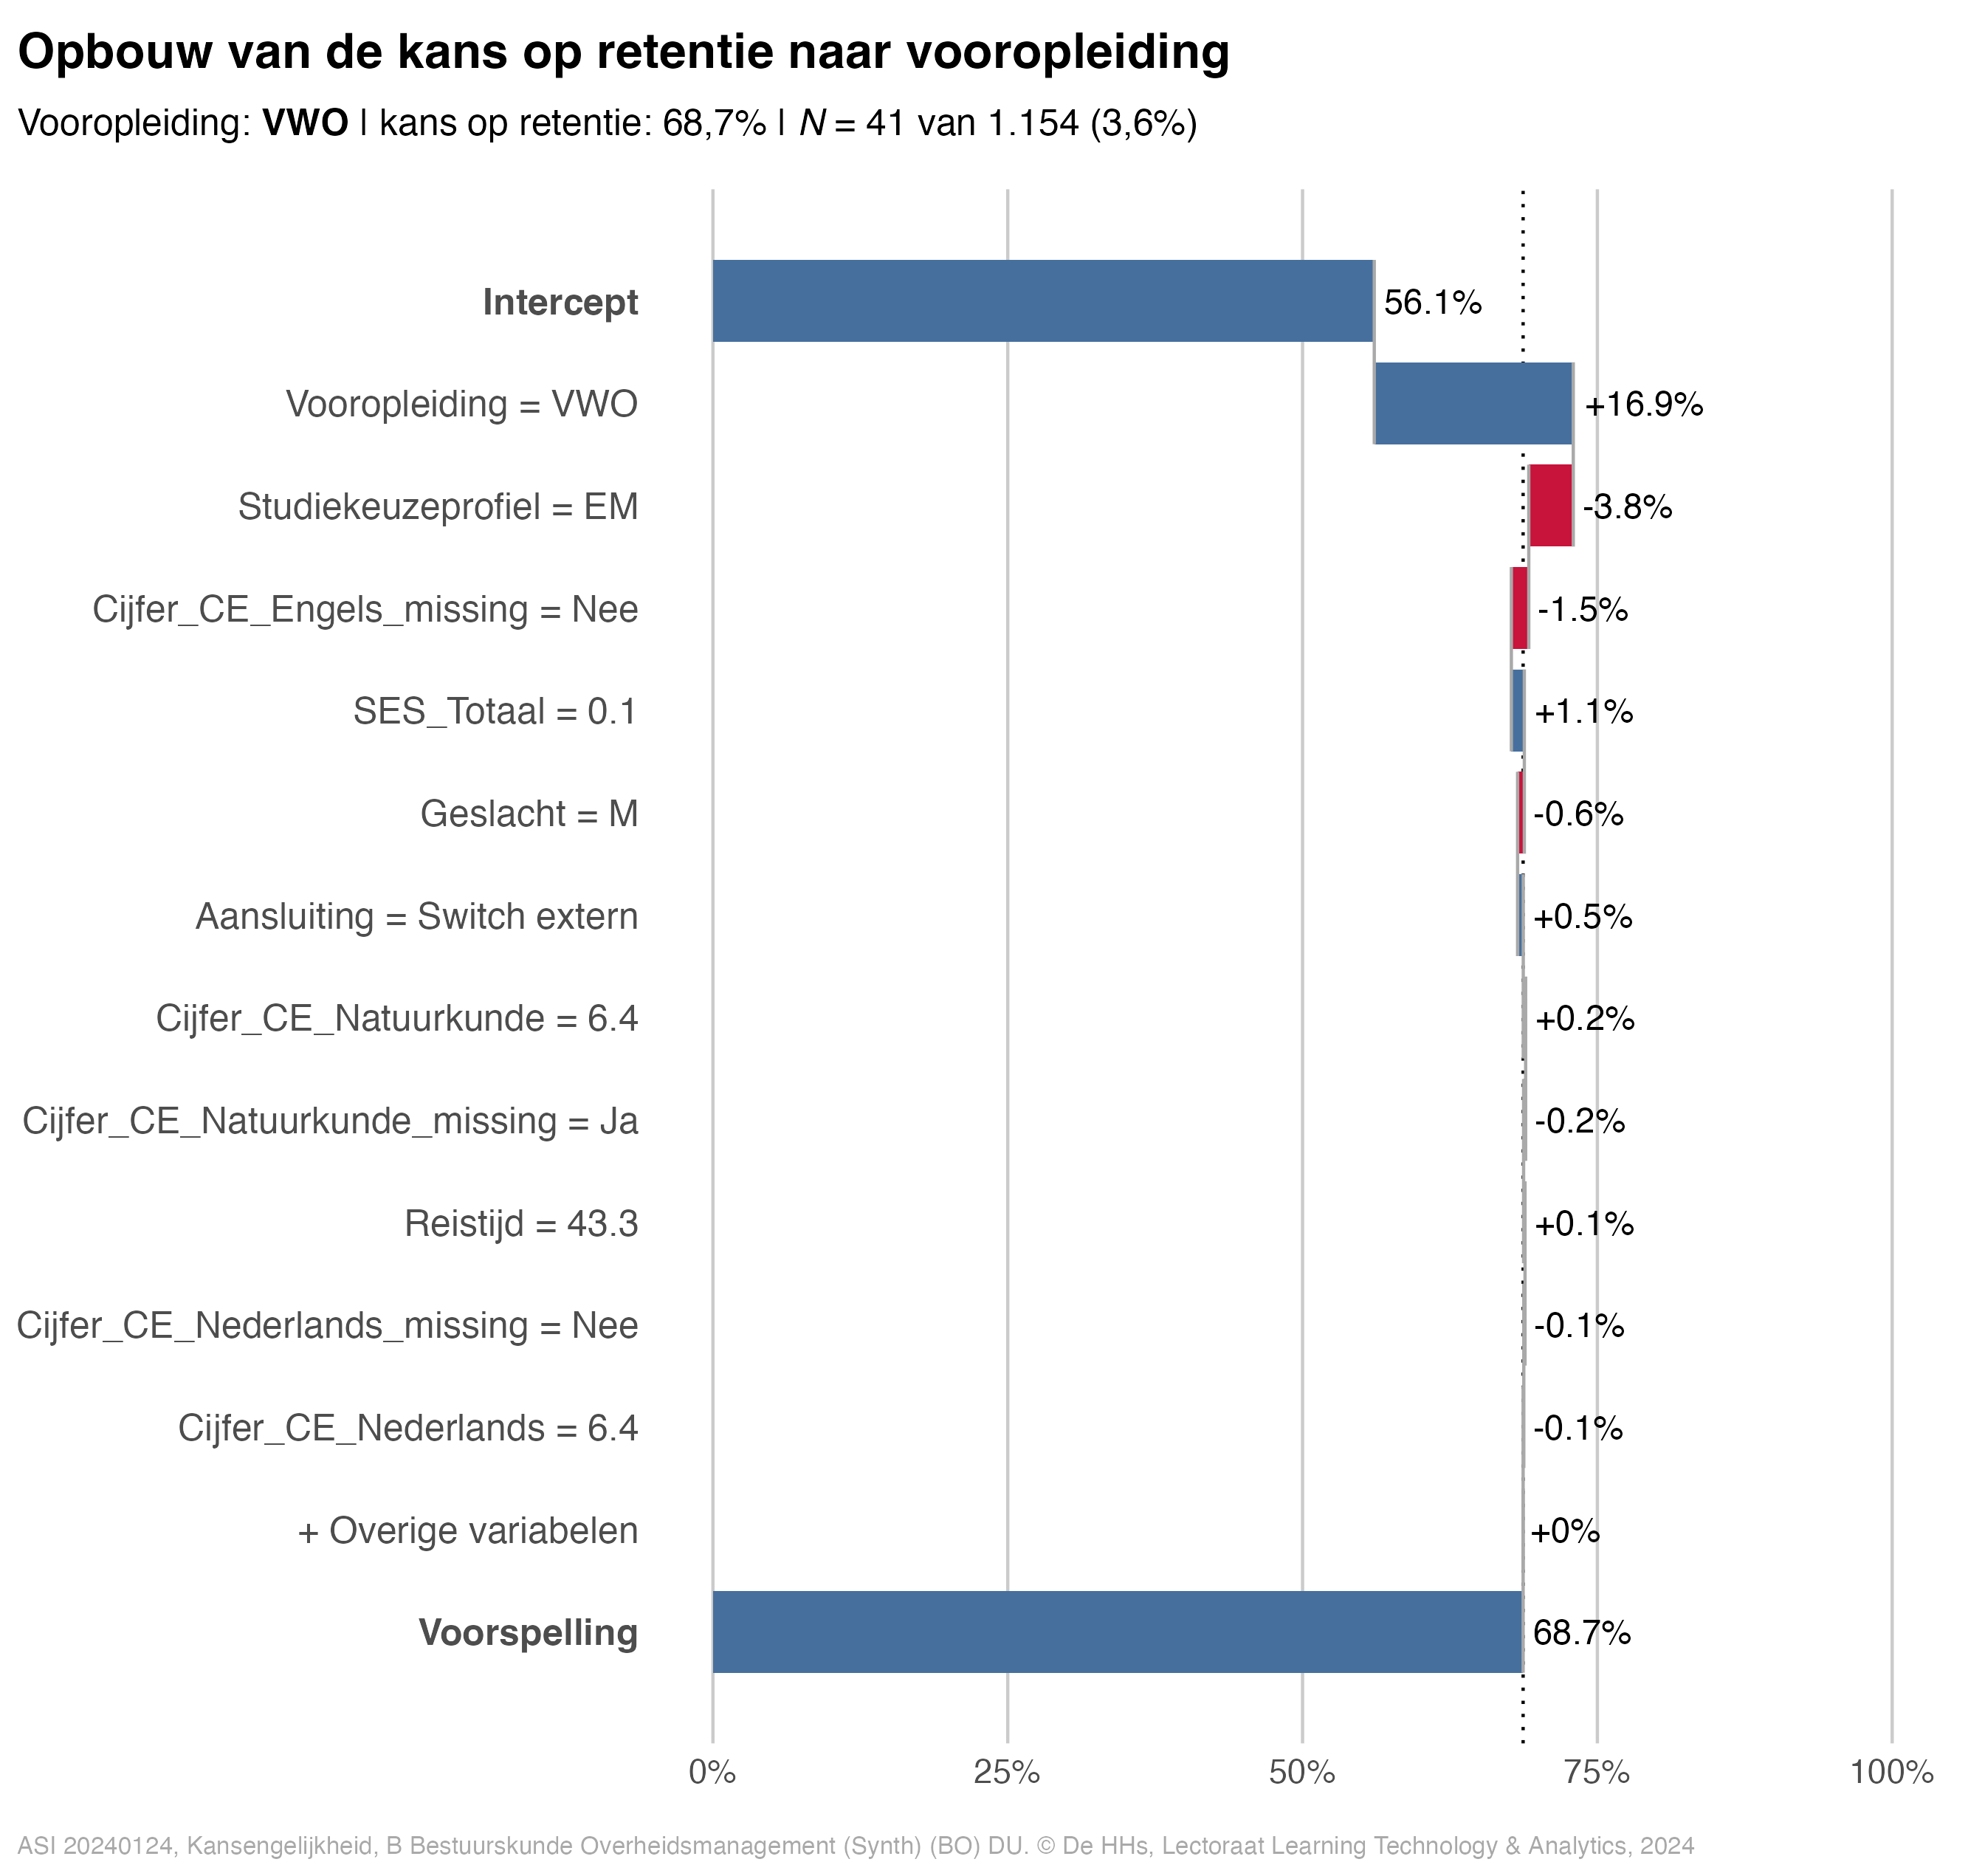 Opbouw van de kans op retentie naar vooropleiding
Vooropleiding: VWO | kans op retentie: 68,7% | N = 41 van 1.154 (3,6%)
Intercept 56.1%
Vooropleiding = VWO +16.9%
Studiekeuzeprofiel = EM -3.8%
Cijfer_CE_Engels_missing = Nee -1.5%
SES_Totaal = 0.1 +1.1%
Geslacht = M -0.6%
Aansluiting = Switch extern +0.5%
Cijfer_CE_Natuurkunde = 6.4 +0.2%
Cijfer_CE_Natuurkunde_missing = Ja -0.2%
Reistijd = 43.3 +0.1%
Cijfer_CE_Nederlands_missing = Nee -0.1%
Cijfer_CE_Nederlands = 6.4 -0.1%
+ Overige variabelen +0%
Voorspelling 68.7%
0% 25% 50% 75% 100%
ASI 20240124, Kansengelijkheid, B Bestuurskunde Overheidsmanagement (Synth) (BO) DU. © De HHs, Lectoraat Learning Technology & Analytics, 2024